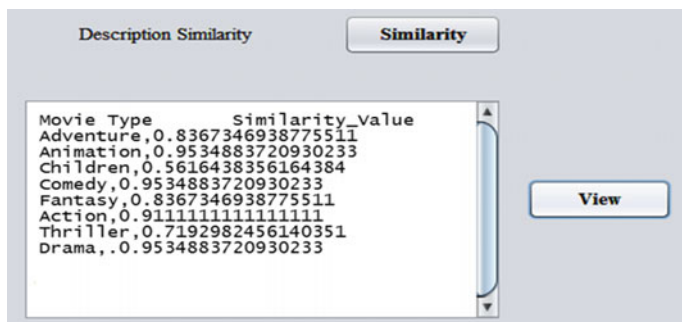 Description Similarity Similarity
Movie Type Similarity_Value
Adventure,0.8367346938775511
Animation,0.9534883720930233
Children,0.5616438356164384
Comedy,0.9534883720930233
Fantasy,0.8367346938775511
Action,0.9111111111111111
Thriller,0.7192982456140351
Drama,.0.9534883720930233
View